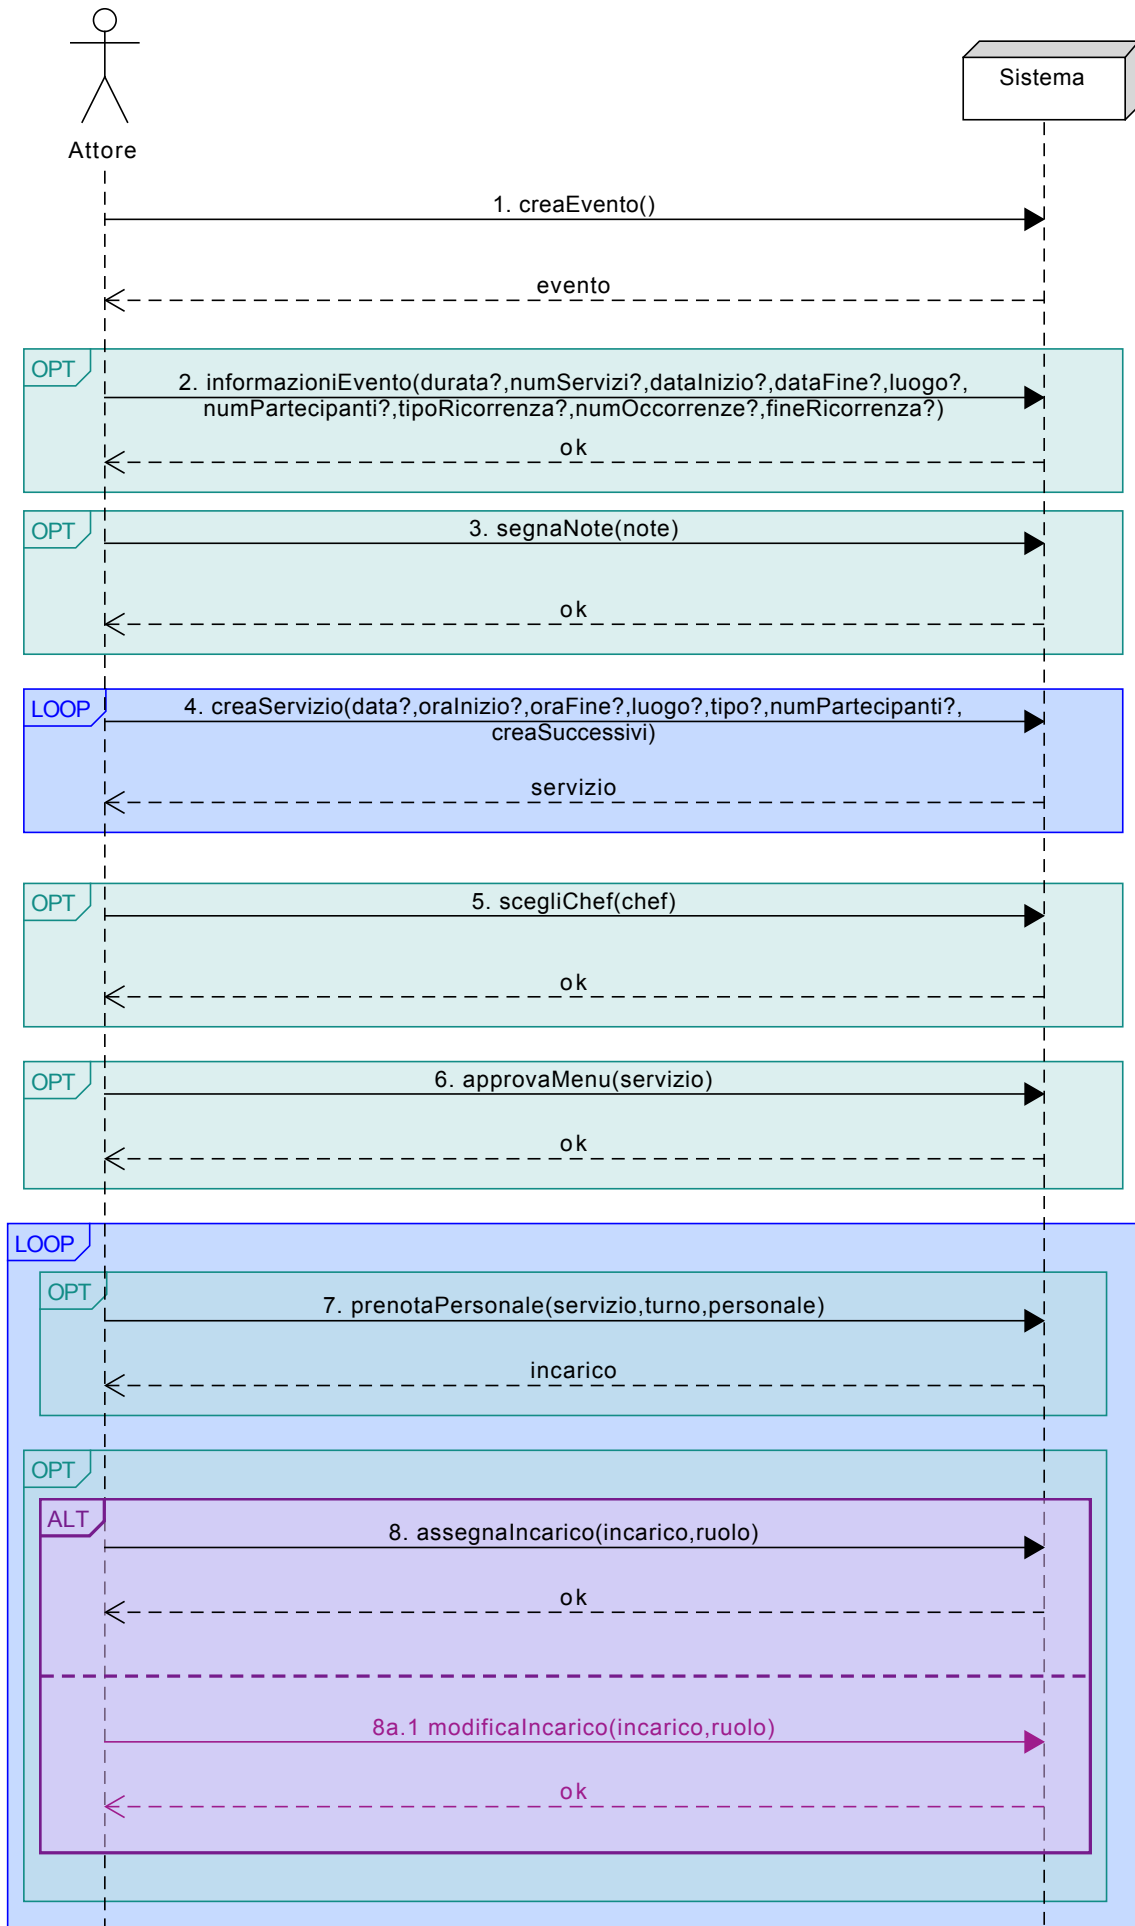 Sistema
Attore
1. creaEvento()
evento
OPT
2. informazioniEvento(durata?,numServizi?,dataInizio?,dataFine?,luogo?,
numPartecipanti?,tipoRicorrenza?,numOccorrenze?,fineRicorrenza?)
ok
OPT
3. segnaNote(note)
ok
LOOP
4. creaServizio(data?,oraInizio?,oraFine?,luogo?,tipo?,numPartecipanti?,
creaSuccessivi)
servizio
OPT
5. scegliChef(chef)
ok
OPT
6. approvaMenu(servizio)
ok
LOOP
OPT
7. prenotaPersonale(servizio,turno,personale)
incarico
OPT
ALT
8. assegnaIncarico(incarico,ruolo)
ok
8a.1 modificaIncarico(incarico,ruolo)
ok